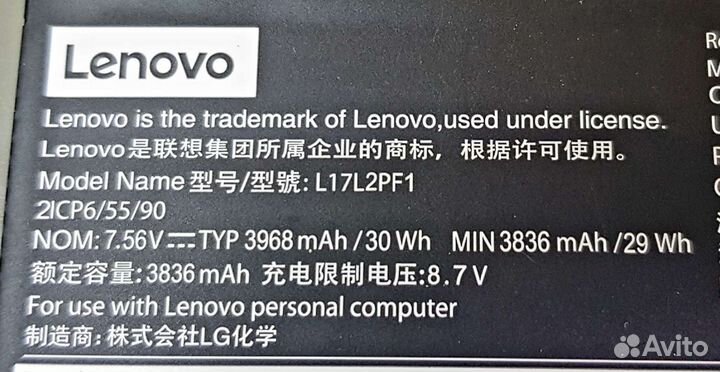 Lenovo
Lenovo is the trademark of Lenovo,used under license.
Lenovo是联想集团所属企业的商标，根据许可使用。
Model Name 型号/型號: L17L2PF1
2ICP6/55/90
NOM: 7.56V⎓TYP 3968 mAh / 30 Wh MIN 3836 mAh /29 Wh
额定容量:3836 mAh 充电限制电压:8.7V
For use with Lenovo personal computer
制造商: 株式会社LG化学
Avito